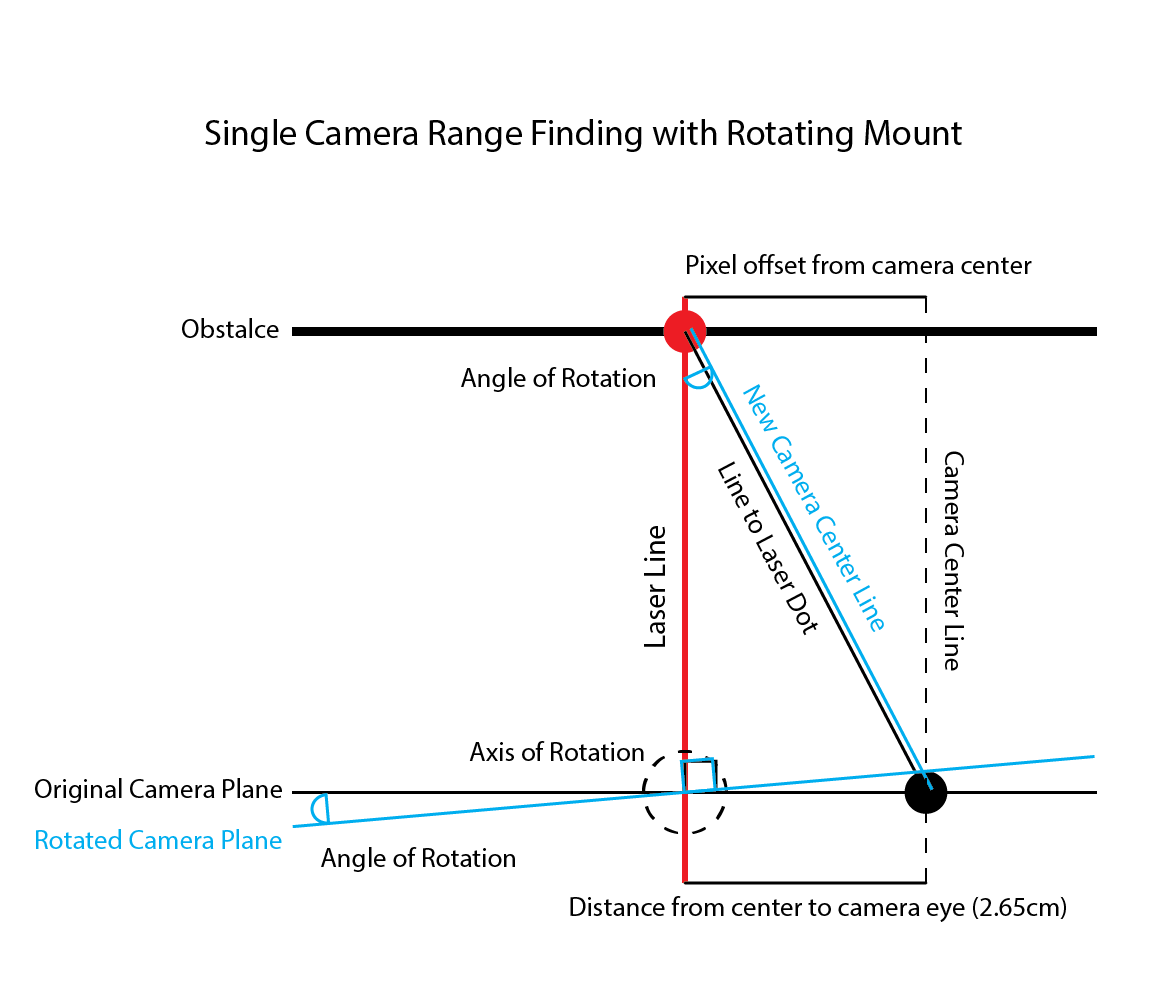 Single Camera Range Finding with Rotating Mount
Pixel offset from camera center
Obstalce
Angle of Rotation
New Camera Center Line
Line to Laser Dot
Camera Center Line
Laser Line
Axis of Rotation
Original Camera Plane
Rotated Camera Plane
Angle of Rotation
Distance from center to camera eye (2.65cm)